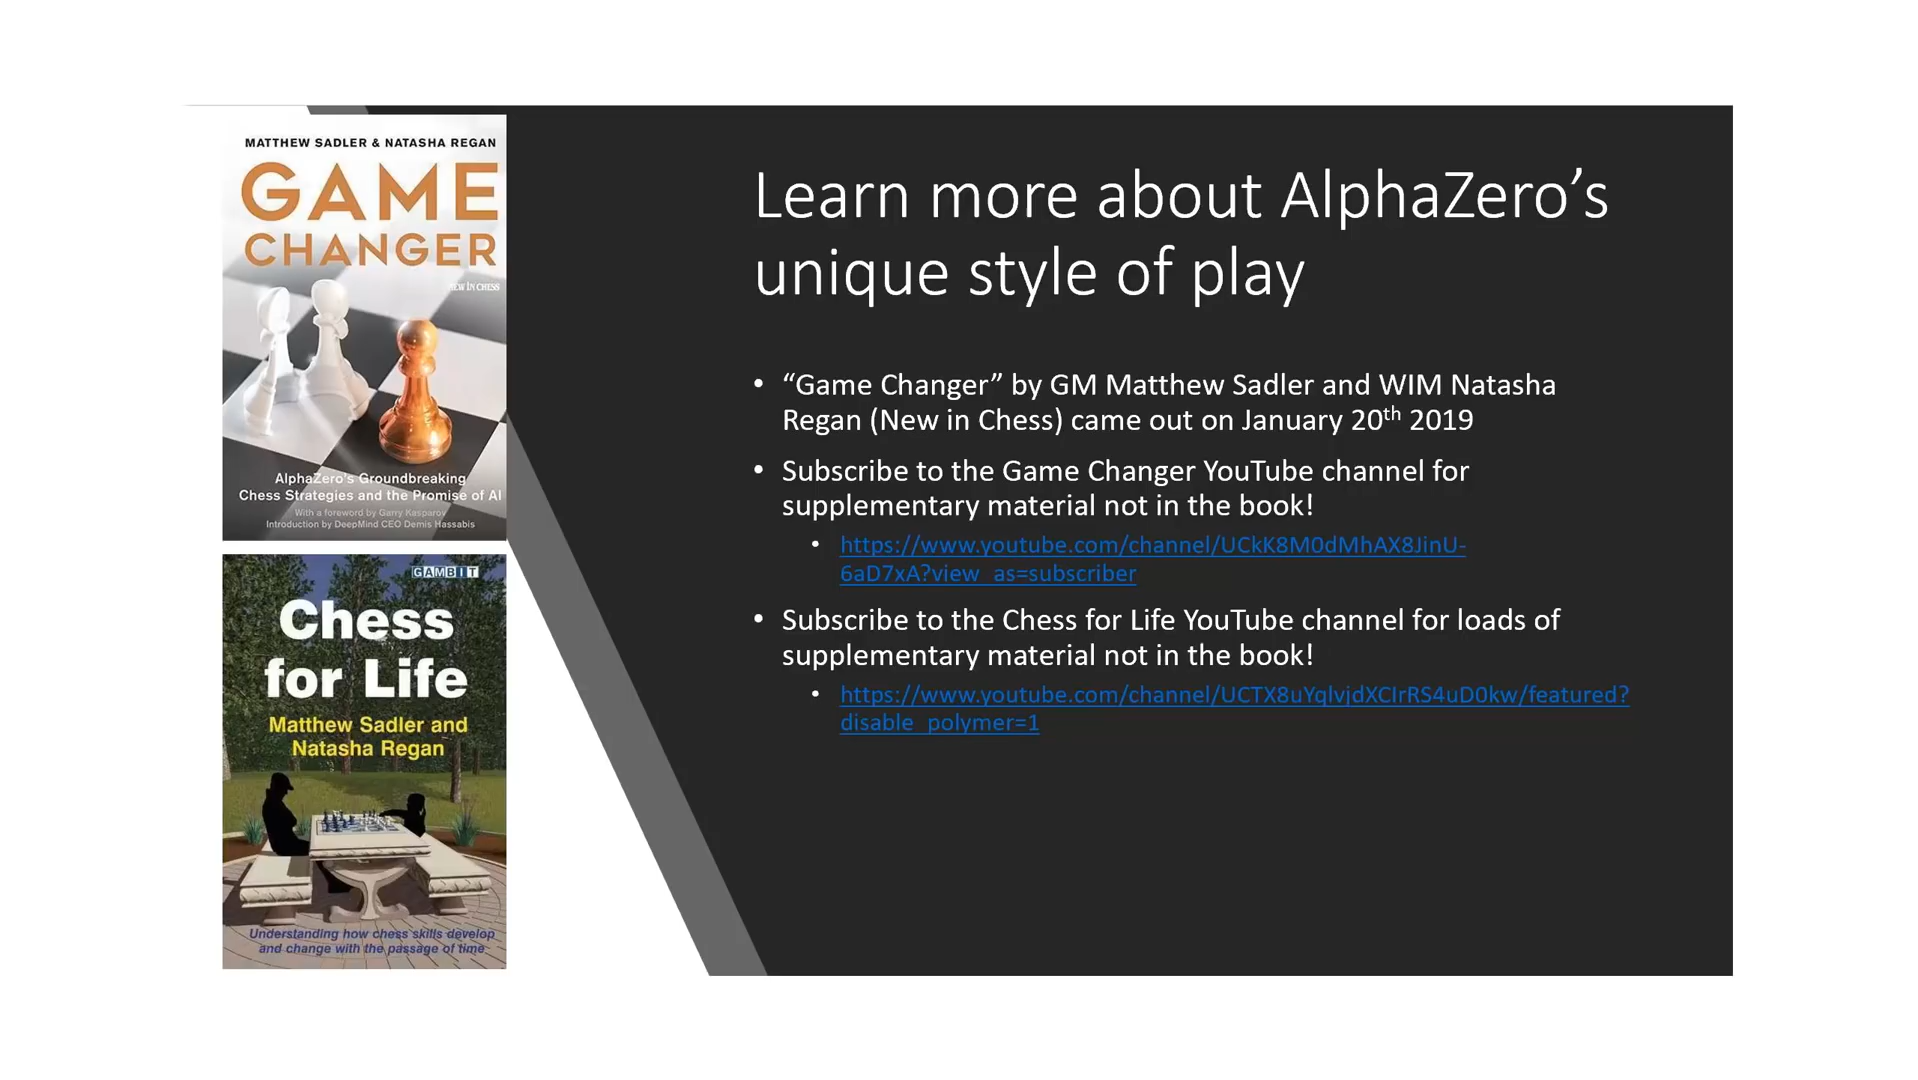 MATTHEW SADLER & NATASHA REGAN
GAME
CHANGER
NEW IN CHESS
AlphaZero's Groundbreaking
Chess Strategies and the Promise of AI
With a foreword by Garry Kasparov
Introduction by DeepMind CEO Demis Hassabis
GAMBIT
Chess
for Life
Matthew Sadler and
Natasha Regan
Understanding how chess skills develop
and change with the passage of time
Learn more about AlphaZero’s
unique style of play
• “Game Changer” by GM Matthew Sadler and WIM Natasha
Regan (New in Chess) came out on January 20th 2019
• Subscribe to the Game Changer YouTube channel for
supplementary material not in the book!
• https://www.youtube.com/channel/UCkK8M0dMhAX8JinU-
6aD7xA?view_as=subscriber
• Subscribe to the Chess for Life YouTube channel for loads of
supplementary material not in the book!
• https://www.youtube.com/channel/UCTX8uYqlvjdXCIrRS4uD0kw/featured?
disable_polymer=1